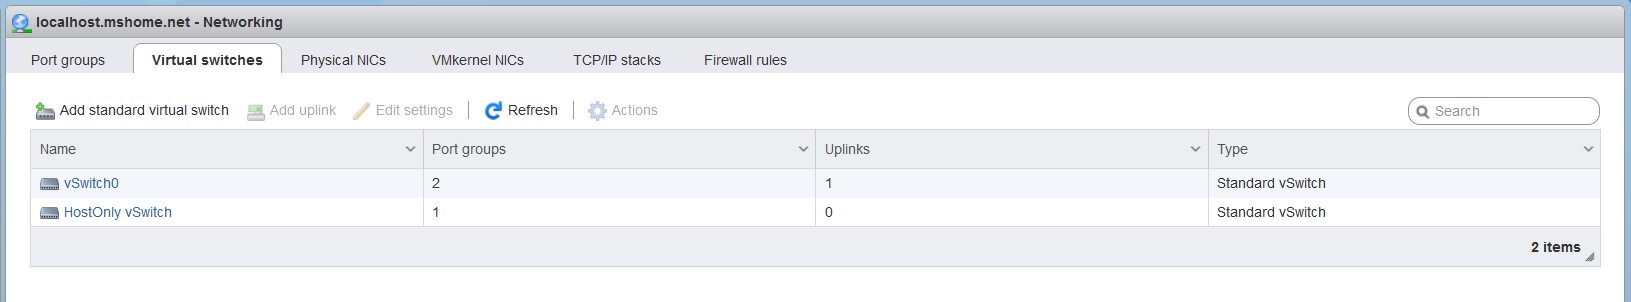 localhost.mshome.net - Networking
Port groups Virtual switches Physical NICs VMkernel NICs TCP/IP stacks Firewall rules
Add standard virtual switch Add uplink Edit settings Refresh Actions Search
Name Port groups Uplinks Type
vSwitch0 2 1 Standard vSwitch
HostOnly vSwitch 1 0 Standard vSwitch
2 items